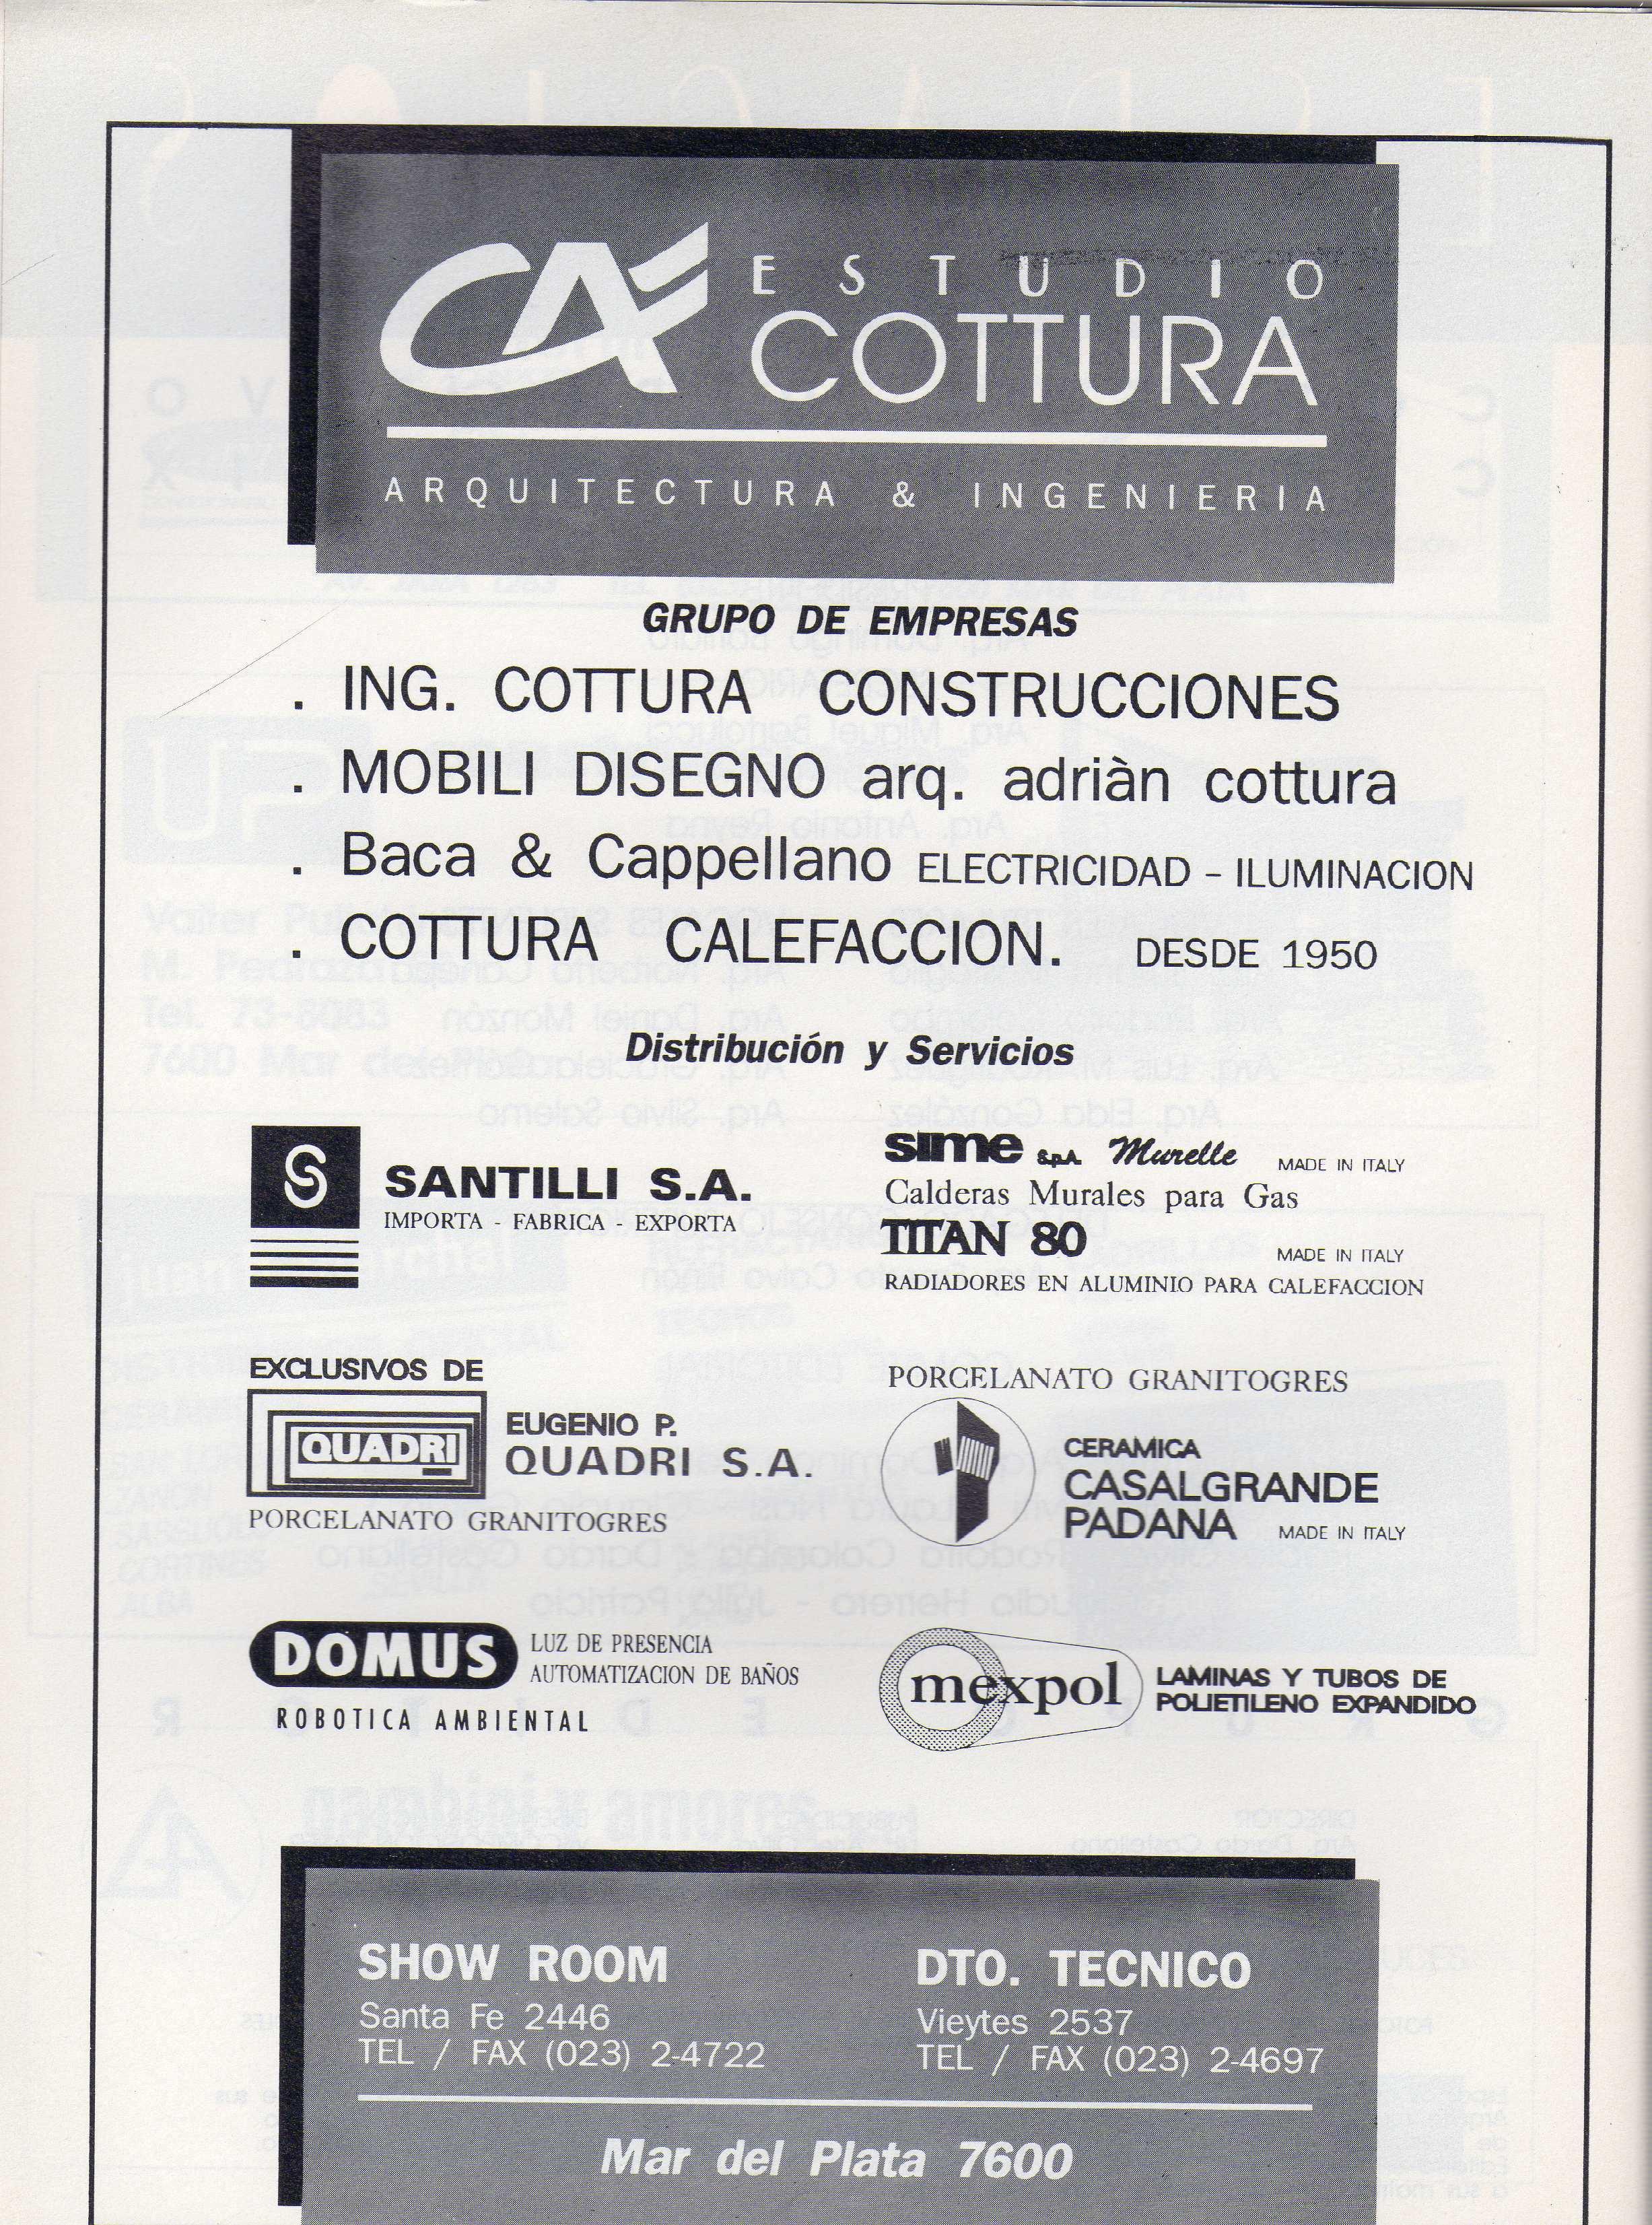 CA ESTUDIO
COTTURA
ARQUITECTURA & INGENIERIA
GRUPO DE EMPRESAS
. ING. COTTURA CONSTRUCCIONES
. MOBILI DISEGNO arq. adriàn cottura
. Baca & Cappellano ELECTRICIDAD - ILUMINACION
. COTTURA CALEFACCION. DESDE 1950
Distribución y Servicios
S
SANTILLI S.A.
IMPORTA - FABRICA - EXPORTA
sime S.p.A. Murelle MADE IN ITALY
Calderas Murales para Gas
TITAN 80 MADE IN ITALY
RADIADORES EN ALUMINIO PARA CALEFACCION
EXCLUSIVOS DE
QUADRI
EUGENIO P.
QUADRI S.A.
PORCELANATO GRANITOGRES
PORCELANATO GRANITOGRES
CERAMICA
CASALGRANDE
PADANA MADE IN ITALY
DOMUS
LUZ DE PRESENCIA
AUTOMATIZACION DE BAÑOS
ROBOTICA AMBIENTAL
mexpol
LAMINAS Y TUBOS DE
POLIETILENO EXPANDIDO
SHOW ROOM
Santa Fe 2446
TEL / FAX (023) 2-4722
DTO. TECNICO
Vieytes 2537
TEL / FAX (023) 2-4697
Mar del Plata 7600